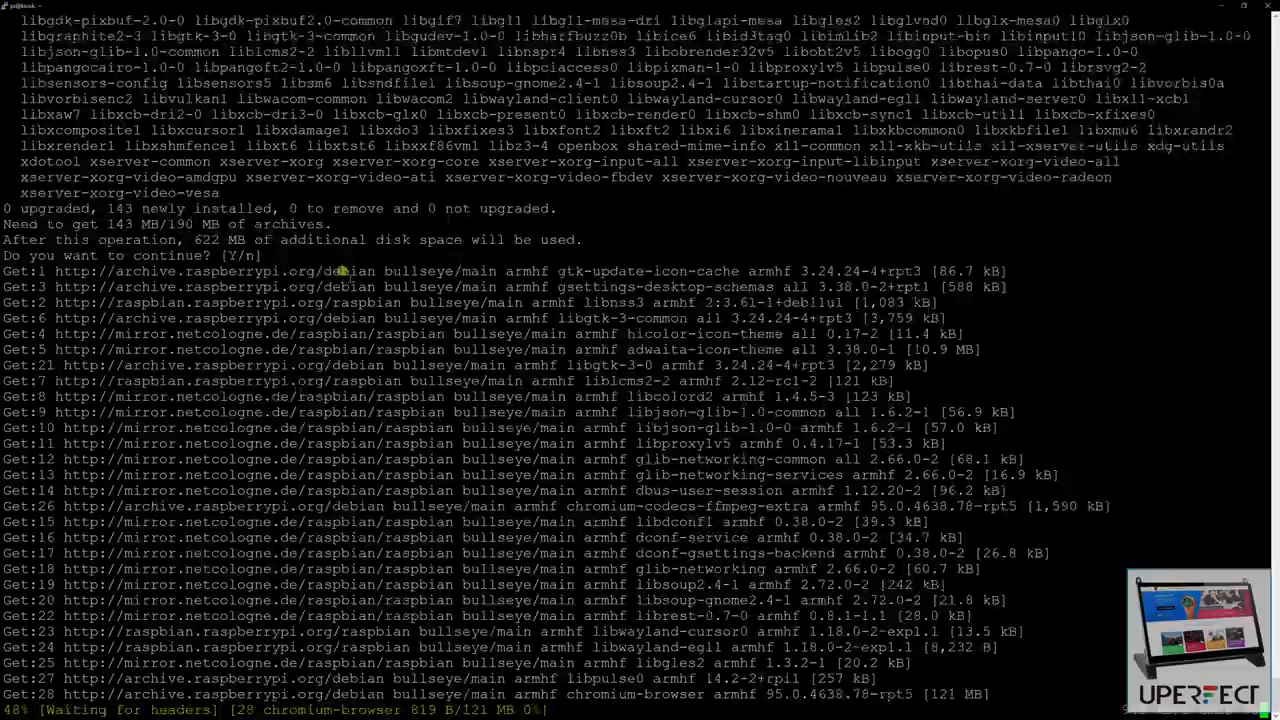 pi@kiosk: ~
libgdk-pixbuf-2.0-0 libgdk-pixbuf2.0-common libgif7 libgl1 libgl1-mesa-dri libglapi-mesa libgles2 libglvnd0 libglx-mesa0 libglx0
libgraphite2-3 libgtk-3-0 libgtk-3-common libgudev-1.0-0 libharfbuzz0b libice6 libid3tag0 libimlib2 libinput-bin libinput10 libjson-glib-1.0-0
libjson-glib-1.0-common liblcms2-2 libllvm11 libmtdev1 libnspr4 libnss3 libobrender32v5 libobt2v5 libogg0 libopus0 libpango-1.0-0
libpangocairo-1.0-0 libpangoft2-1.0-0 libpangoxft-1.0-0 libpciaccess0 libpixman-1-0 libproxy1v5 libpulse0 librest-0.7-0 librsvg2-2
libsensors-config libsensors5 libsm6 libsndfile1 libsoup-gnome2.4-1 libsoup2.4-1 libstartup-notification0 libthai-data libthai0 libvorbis0a
libvorbisenc2 libvulkan1 libwacom-common libwacom2 libwayland-client0 libwayland-cursor0 libwayland-egl1 libwayland-server0 libx11-xcb1
libxaw7 libxcb-dri2-0 libxcb-dri3-0 libxcb-glx0 libxcb-present0 libxcb-render0 libxcb-shm0 libxcb-sync1 libxcb-util1 libxcb-xfixes0
libxcomposite1 libxcursor1 libxdamage1 libxdo3 libxfixes3 libxfont2 libxft2 libxi6 libxinerama1 libxkbcommon0 libxkbfile1 libxmu6 libxrandr2
libxrender1 libxshmfence1 libxt6 libxtst6 libxxf86vm1 libz3-4 openbox shared-mime-info x11-common x11-xkb-utils x11-xserver-utils xdg-utils
xdotool xserver-common xserver-xorg xserver-xorg-core xserver-xorg-input-all xserver-xorg-input-libinput xserver-xorg-video-all
xserver-xorg-video-amdgpu xserver-xorg-video-ati xserver-xorg-video-fbdev xserver-xorg-video-nouveau xserver-xorg-video-radeon
xserver-xorg-video-vesa
0 upgraded, 143 newly installed, 0 to remove and 0 not upgraded.
Need to get 143 MB/190 MB of archives.
After this operation, 622 MB of additional disk space will be used.
Do you want to continue? [Y/n]
Get:1 http://archive.raspberrypi.org/debian bullseye/main armhf gtk-update-icon-cache armhf 3.24.24-4+rpt3 [86.7 kB]
Get:3 http://archive.raspberrypi.org/debian bullseye/main armhf gsettings-desktop-schemas all 3.38.0-2+rpt1 [588 kB]
Get:2 http://raspbian.raspberrypi.org/raspbian bullseye/main armhf libnss3 armhf 2:3.61-1+deb11u1 [1,083 kB]
Get:6 http://archive.raspberrypi.org/debian bullseye/main armhf libgtk-3-common all 3.24.24-4+rpt3 [3,759 kB]
Get:4 http://mirror.netcologne.de/raspbian/raspbian bullseye/main armhf hicolor-icon-theme all 0.17-2 [11.4 kB]
Get:5 http://mirror.netcologne.de/raspbian/raspbian bullseye/main armhf adwaita-icon-theme all 3.38.0-1 [10.9 MB]
Get:21 http://archive.raspberrypi.org/debian bullseye/main armhf libgtk-3-0 armhf 3.24.24-4+rpt3 [2,279 kB]
Get:7 http://raspbian.raspberrypi.org/raspbian bullseye/main armhf liblcms2-2 armhf 2.12~rc1-2 [121 kB]
Get:8 http://mirror.netcologne.de/raspbian/raspbian bullseye/main armhf libcolord2 armhf 1.4.5-3 [123 kB]
Get:9 http://mirror.netcologne.de/raspbian/raspbian bullseye/main armhf libjson-glib-1.0-common all 1.6.2-1 [56.9 kB]
Get:10 http://mirror.netcologne.de/raspbian/raspbian bullseye/main armhf libjson-glib-1.0-0 armhf 1.6.2-1 [57.0 kB]
Get:11 http://mirror.netcologne.de/raspbian/raspbian bullseye/main armhf libproxy1v5 armhf 0.4.17-1 [53.3 kB]
Get:12 http://mirror.netcologne.de/raspbian/raspbian bullseye/main armhf glib-networking-common all 2.66.0-2 [68.1 kB]
Get:13 http://mirror.netcologne.de/raspbian/raspbian bullseye/main armhf glib-networking-services armhf 2.66.0-2 [16.9 kB]
Get:14 http://mirror.netcologne.de/raspbian/raspbian bullseye/main armhf dbus-user-session armhf 1.12.20-2 [96.2 kB]
Get:26 http://archive.raspberrypi.org/debian bullseye/main armhf chromium-codecs-ffmpeg-extra armhf 95.0.4638.78-rpt5 [1,590 kB]
Get:15 http://mirror.netcologne.de/raspbian/raspbian bullseye/main armhf libdconf1 armhf 0.38.0-2 [39.3 kB]
Get:16 http://mirror.netcologne.de/raspbian/raspbian bullseye/main armhf dconf-service armhf 0.38.0-2 [34.7 kB]
Get:17 http://mirror.netcologne.de/raspbian/raspbian bullseye/main armhf dconf-gsettings-backend armhf 0.38.0-2 [26.8 kB]
Get:18 http://mirror.netcologne.de/raspbian/raspbian bullseye/main armhf glib-networking armhf 2.66.0-2 [60.7 kB]
Get:19 http://mirror.netcologne.de/raspbian/raspbian bullseye/main armhf libsoup2.4-1 armhf 2.72.0-2 [242 kB]
Get:20 http://mirror.netcologne.de/raspbian/raspbian bullseye/main armhf libsoup-gnome2.4-1 armhf 2.72.0-2 [21.8 kB]
Get:22 http://mirror.netcologne.de/raspbian/raspbian bullseye/main armhf librest-0.7-0 armhf 0.8.1-1.1 [28.0 kB]
Get:23 http://raspbian.raspberrypi.org/raspbian bullseye/main armhf libwayland-cursor0 armhf 1.18.0-2~exp1.1 [13.5 kB]
Get:24 http://raspbian.raspberrypi.org/raspbian bullseye/main armhf libwayland-egl1 armhf 1.18.0-2~exp1.1 [8,232 B]
Get:25 http://mirror.netcologne.de/raspbian/raspbian bullseye/main armhf libgles2 armhf 1.3.2-1 [20.2 kB]
Get:27 http://archive.raspberrypi.org/debian bullseye/main armhf libpulse0 armhf 14.2-2+rpi1 [257 kB]
Get:28 http://archive.raspberrypi.org/debian bullseye/main armhf chromium-browser armhf 95.0.4638.78-rpt5 [121 MB]
48% [Waiting for headers] [28 chromium-browser 819 B/121 MB 0%]
UPERFECT